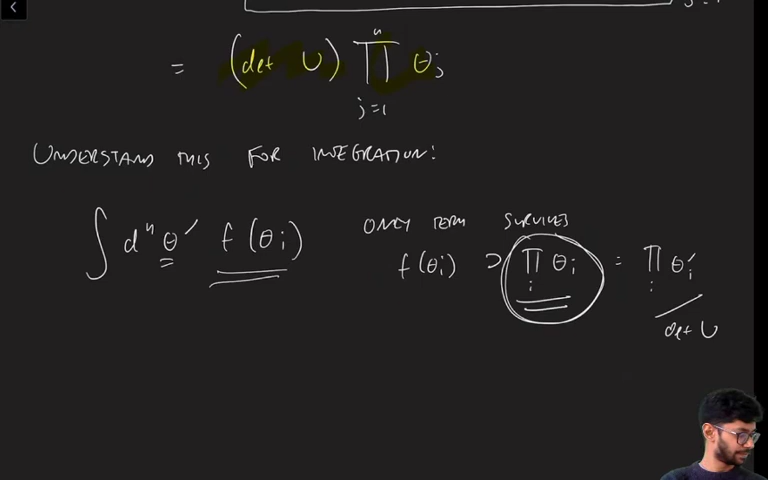 = (det U) n ∏ j=1 θj
UNDERSTAND THIS FOR INTEGRATION:
∫ dⁿθ′ f(θi) ONLY TERM SURVIVES
f(θi) ⊃ ∏ i θi = ∏ i θi′
det U